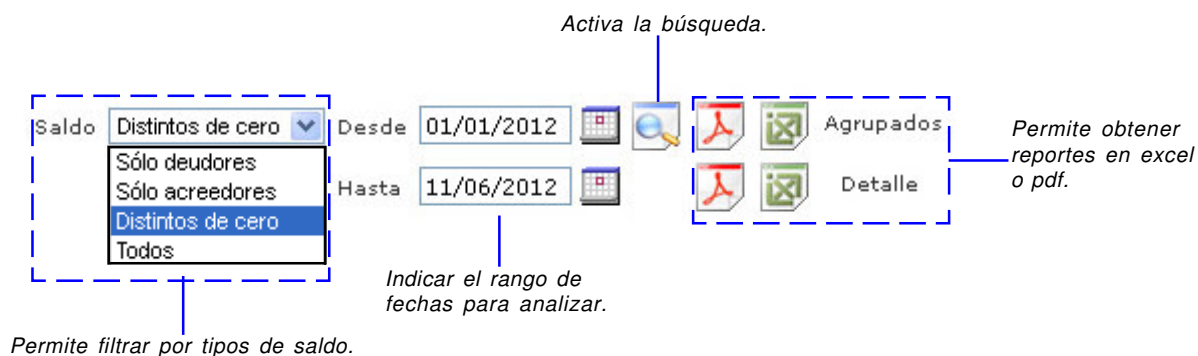 Activa la búsqueda.
Saldo Distintos de cero Desde 01/01/2012 Agrupados
Sólo deudores
Sólo acreedores
Distintos de cero
Todos
Hasta 11/06/2012 Detalle
Permite obtener
reportes en excel
o pdf.
Indicar el rango de
fechas para analizar.
Permite filtrar por tipos de saldo.